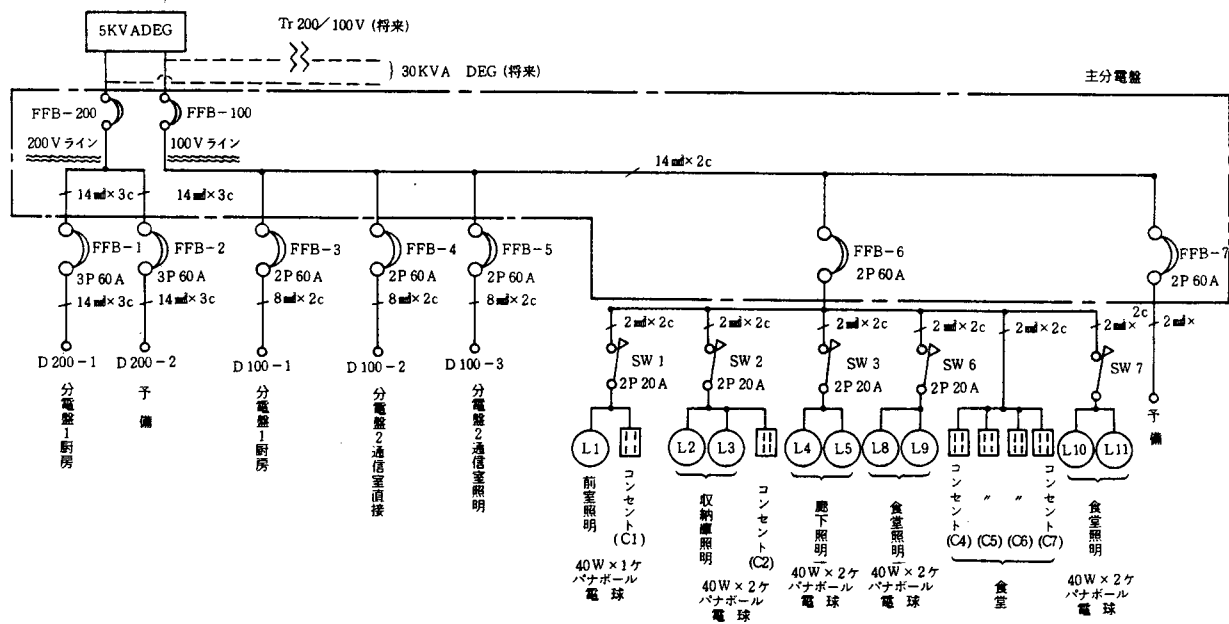 5KVADEG
Tr 200/100V (将来)
30KVA DEG (将来)
主分電盤
FFB-200
FFB-100
200Vライン
100Vライン
14㎟×2c
14㎟×3c
14㎟×3c
FFB-1
3P 60A
14㎟×3c
FFB-2
3P 60A
14㎟×3c
FFB-3
2P 60A
8㎟×2c
FFB-4
2P 60A
8㎟×2c
FFB-5
2P 60A
8㎟×2c
FFB-6
2P 60A
FFB-7
2P 60A
D 200-1
D 200-2
D 100-1
D 100-2
D 100-3
分電盤1厨房
予備
分電盤1厨房
分電盤2通信室直接
分電盤2通信室照明
2㎟×2c
2㎟×2c
2㎟×2c
2㎟×2c
2㎟×2c
2㎟×
2c
2㎟×
SW 1
2P 20A
SW 2
2P 20A
SW 3
2P 20A
SW 6
2P 20A
SW 7
L1
L2
L3
L4
L5
L8
L9
L10
L11
前室照明
コンセント(C1)
収納庫照明
コンセント(C2)
廊下照明
食堂照明
コンセント(C4)
〃(C5)
〃(C6)
コンセント(C7)
食堂照明
予備
食堂
40W×1ケ
パナボール
電球
40W×2ケ
パナボール
電球
40W×2ケ
パナボール
電球
40W×2ケ
パナボール
電球
40W×2ケ
パナボール
電球